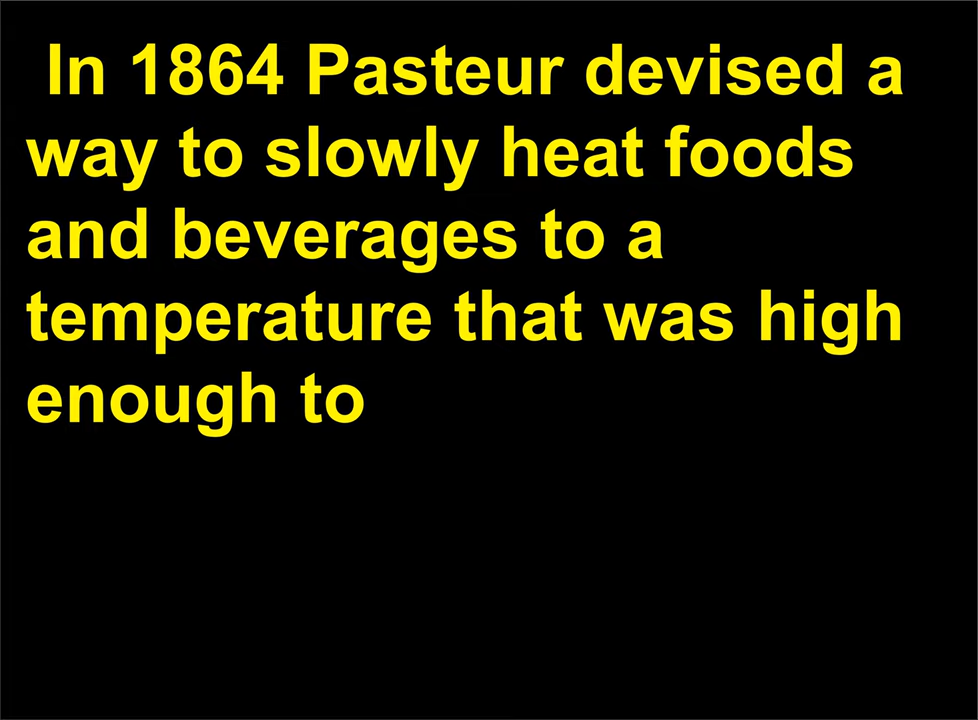 In 1864 Pasteur devised a
way to slowly heat foods
and beverages to a
temperature that was high
enough to